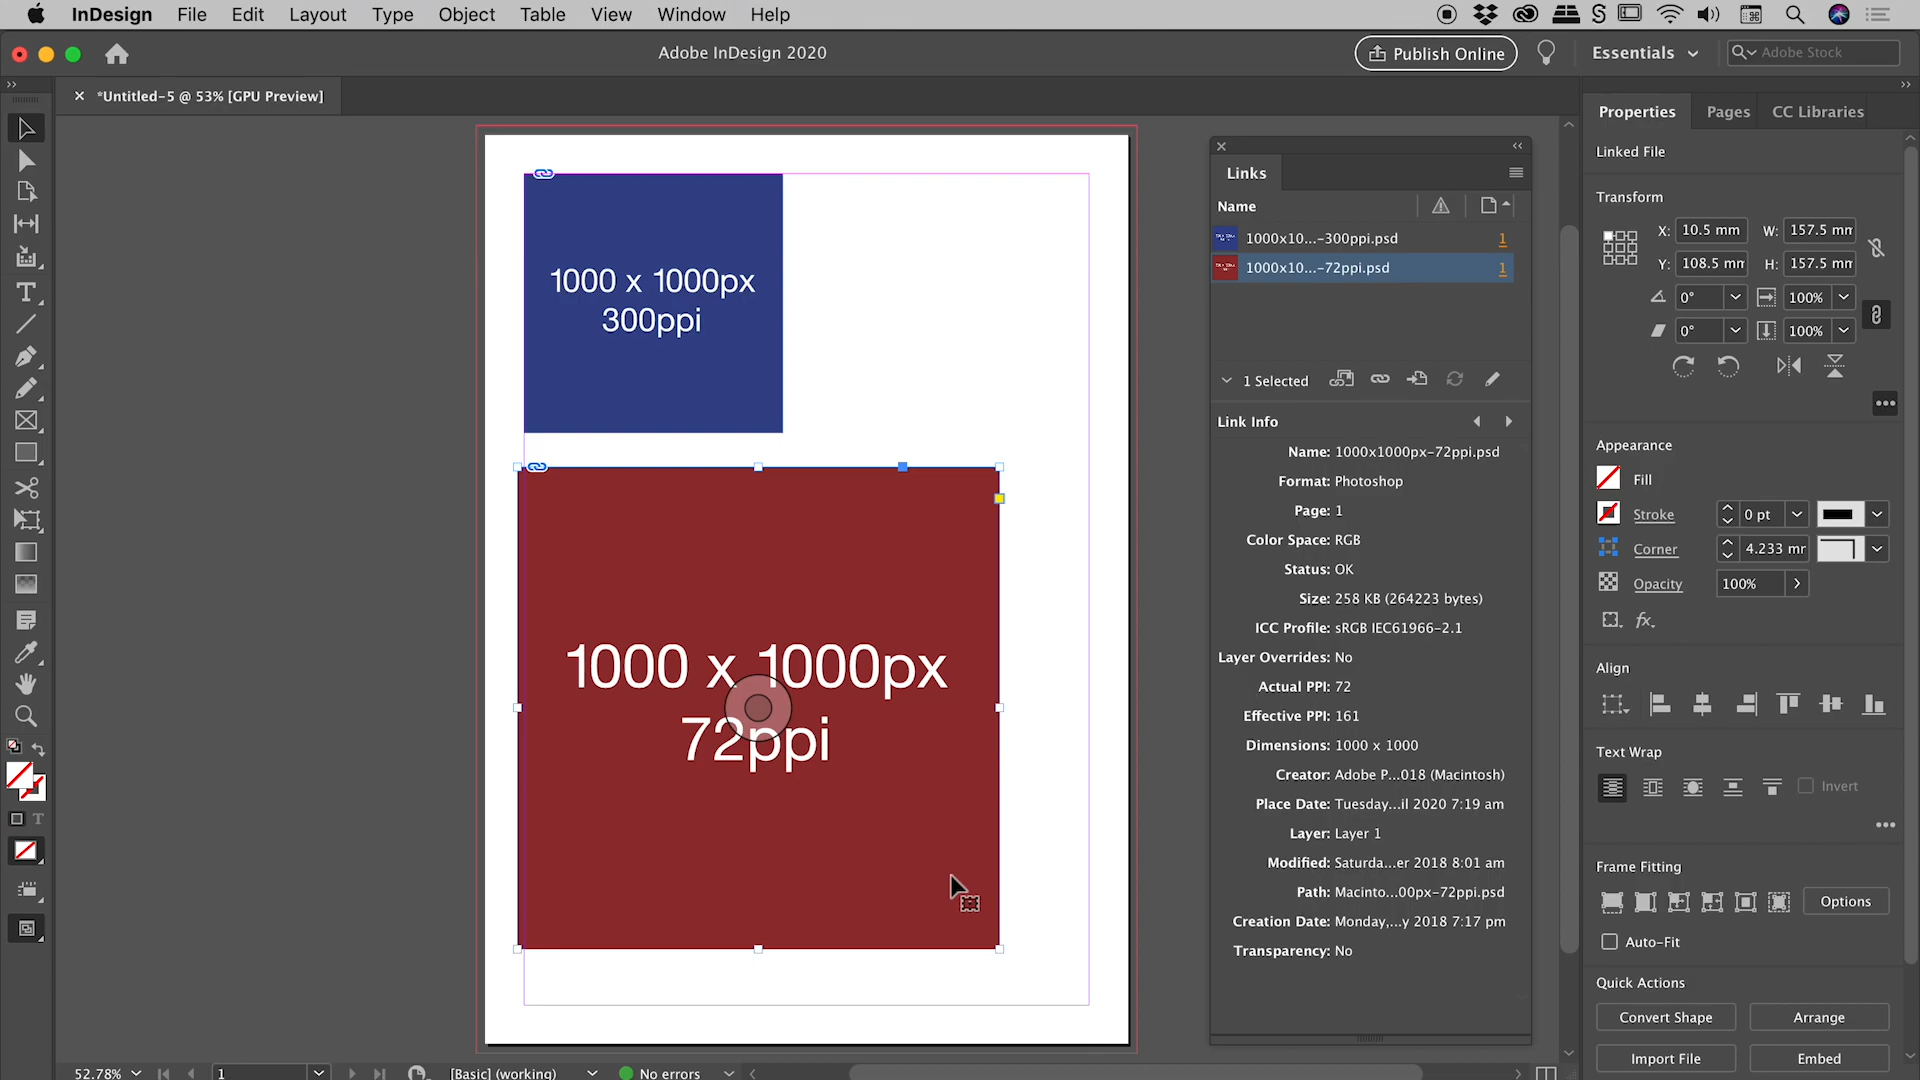 InDesign File Edit Layout Type Object Table View Window Help
Adobe InDesign 2020
Publish Online
Essentials
Adobe Stock
*Untitled-5 @ 53% [GPU Preview]
1000 x 1000px
300ppi
1000 x 1000px
72ppi
Links
Name
1000x10...-300ppi.psd 1
1000x10...-72ppi.psd 1
1 Selected
Link Info
Name: 1000x1000px-72ppi.psd
Format: Photoshop
Page: 1
Color Space: RGB
Status: OK
Size: 258 KB (264223 bytes)
ICC Profile: sRGB IEC61966-2.1
Layer Overrides: No
Actual PPI: 72
Effective PPI: 161
Dimensions: 1000 x 1000
Creator: Adobe P...018 (Macintosh)
Place Date: Tuesday,...il 2020 7:19 am
Layer: Layer 1
Modified: Saturda...er 2018 8:01 am
Path: Macinto...00px-72ppi.psd
Creation Date: Monday,...y 2018 7:17 pm
Transparency: No
Properties Pages CC Libraries
Linked File
Transform
X: 10.5 mm W: 157.5 mm
Y: 108.5 mm H: 157.5 mm
0° 100%
0° 100%
Appearance
Fill
Stroke 0 pt
Corner 4.233 mm
Opacity 100%
fx.
Align
Text Wrap
Invert
Frame Fitting
Options
Auto-Fit
Quick Actions
Convert Shape Arrange
Import File Embed
52.78% 1 [Basic] (working) No errors